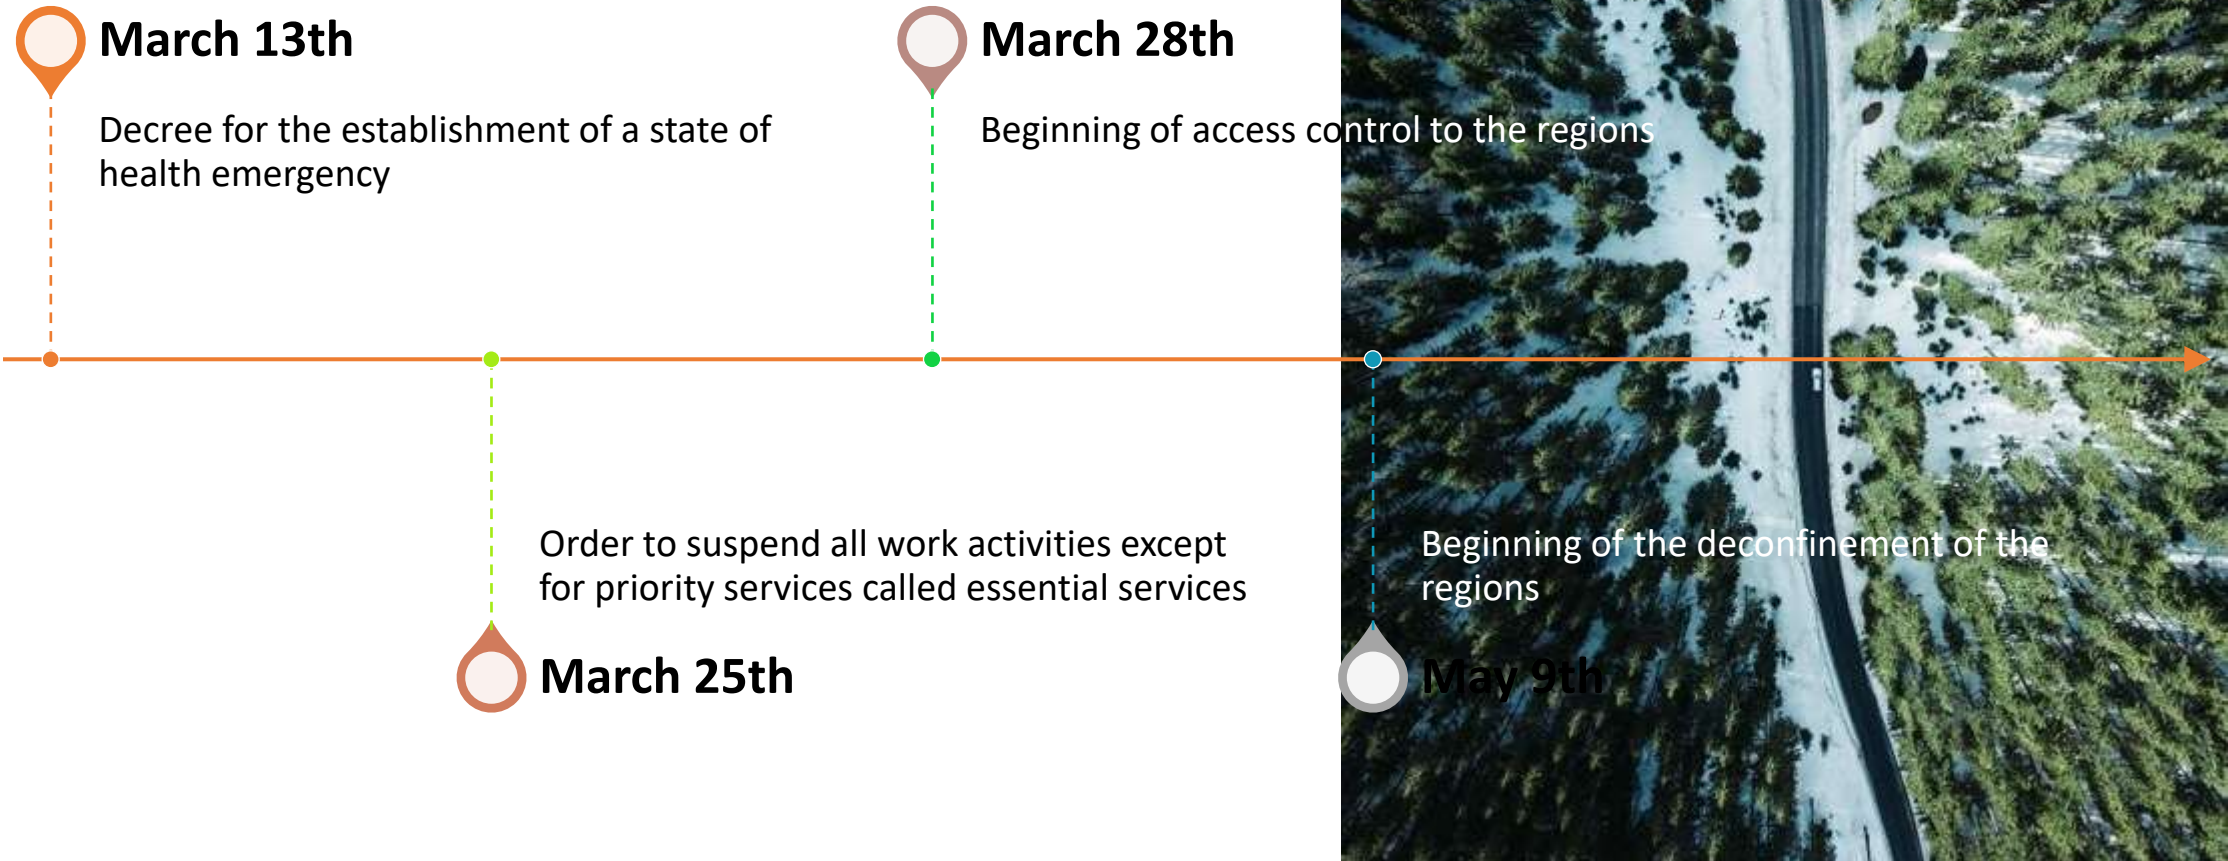 March 13th
Decree for the establishment of a state of
health emergency
March 28th
Beginning of access control to the regions
Order to suspend all work activities except
for priority services called essential services
March 25th
Beginning of the deconfinement of the
regions
May 9th